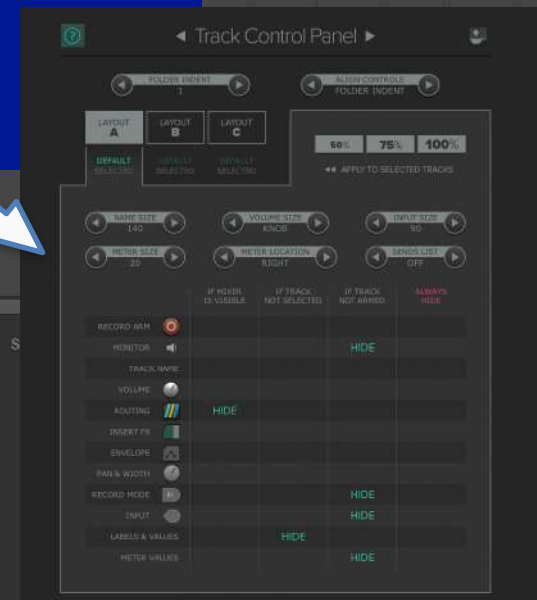 ?
◄ Track Control Panel ►
FOLDER INDENT
1
ALIGN CONTROLS
FOLDER INDENT
LAYOUT
A
LAYOUT
B
LAYOUT
C
DEFAULT
SELECTED
DEFAULT
SELECTED
DEFAULT
SELECTED
50% 75% 100%
◄◄ APPLY TO SELECTED TRACKS
NAME SIZE
140
VOLUME SIZE
KNOB
INPUT SIZE
90
METER SIZE
20
METER LOCATION
RIGHT
SENDS LIST
OFF
IF MIXER
IS VISIBLE
IF TRACK
NOT SELECTED
IF TRACK
NOT ARMED
ALWAYS
HIDE
RECORD ARM
MONITOR HIDE
TRACK NAME
VOLUME
ROUTING HIDE
INSERT FX
ENVELOPE
PAN & WIDTH
RECORD MODE HIDE
INPUT HIDE
LABELS & VALUES HIDE
METER VALUES HIDE
S